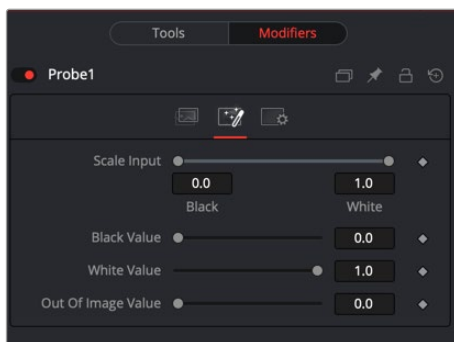 Tools Modifiers
Probe1
Scale Input
0.0 1.0
Black White
Black Value 0.0
White Value 1.0
Out Of Image Value 0.0